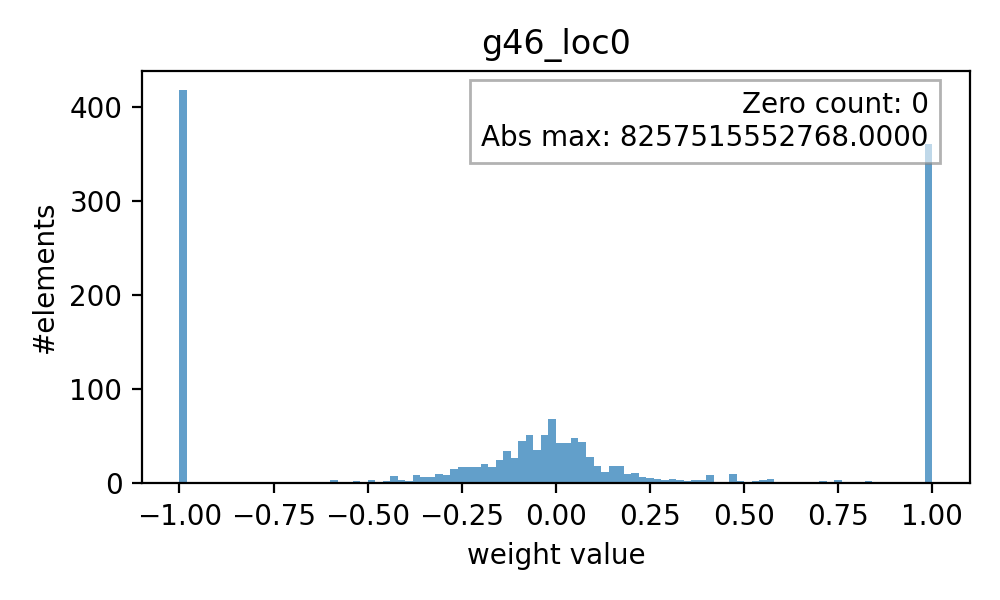 g46_loc0
Zero count: 0
Abs max: 8257515552768.0000
#elements
400
300
200
100
0
−1.00 −0.75 −0.50 −0.25 0.00 0.25 0.50 0.75 1.00
weight value